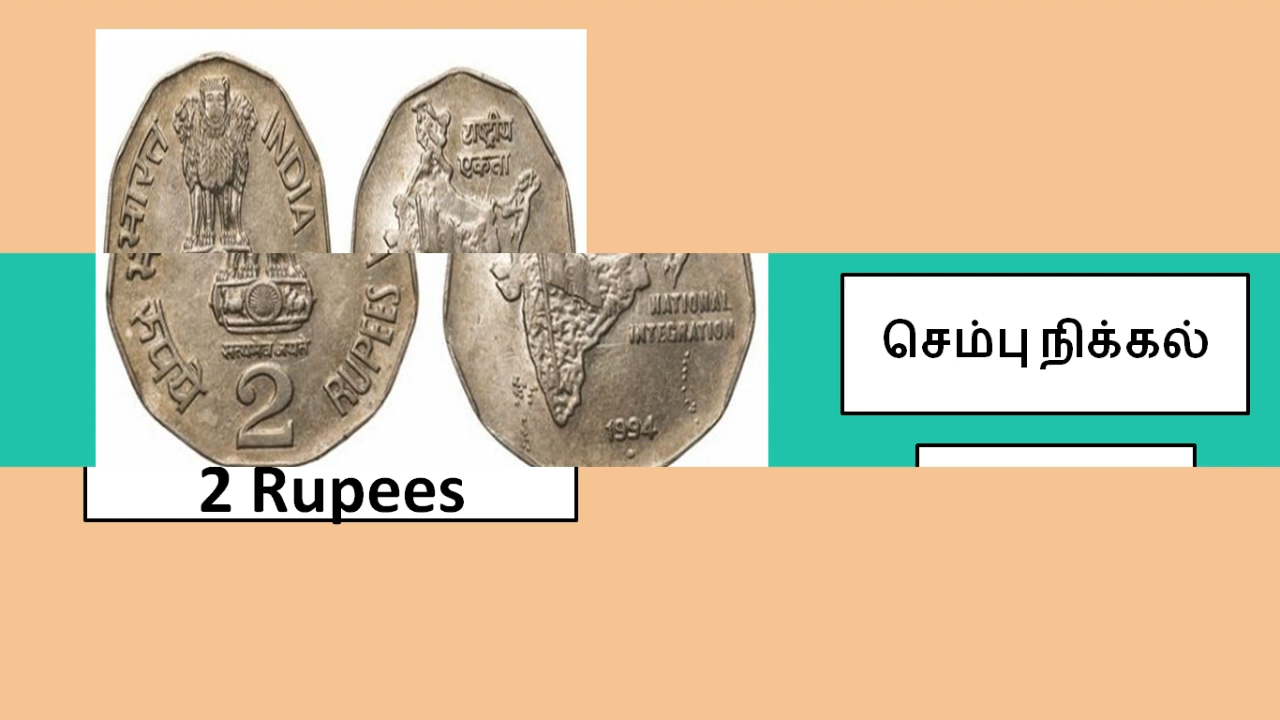 भारत INDIA
राष्ट्रीय
एकता
रूपये RUPEES
सत्यमेव जयते
2
NATIONAL
INTEGRATION
1994
செம்பு நிக்கல்
2 Rupees